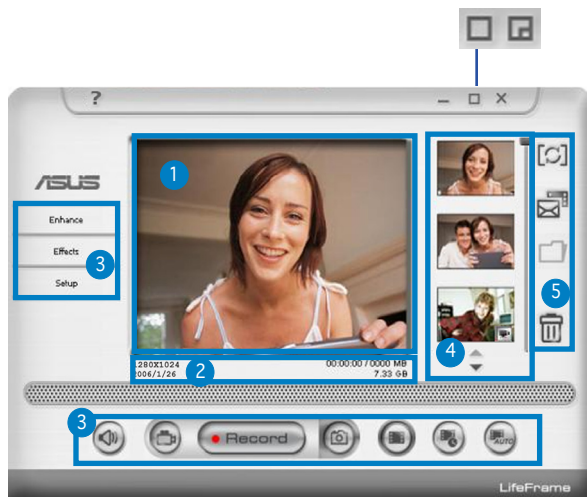 ?
ASUS
Enhance
Effects
Setup
3
1
1280X1024
2006/1/26
2
00:00:00 / 0000 MB
7.33 GB
4
5
3
Record
AUTO
LifeFrame